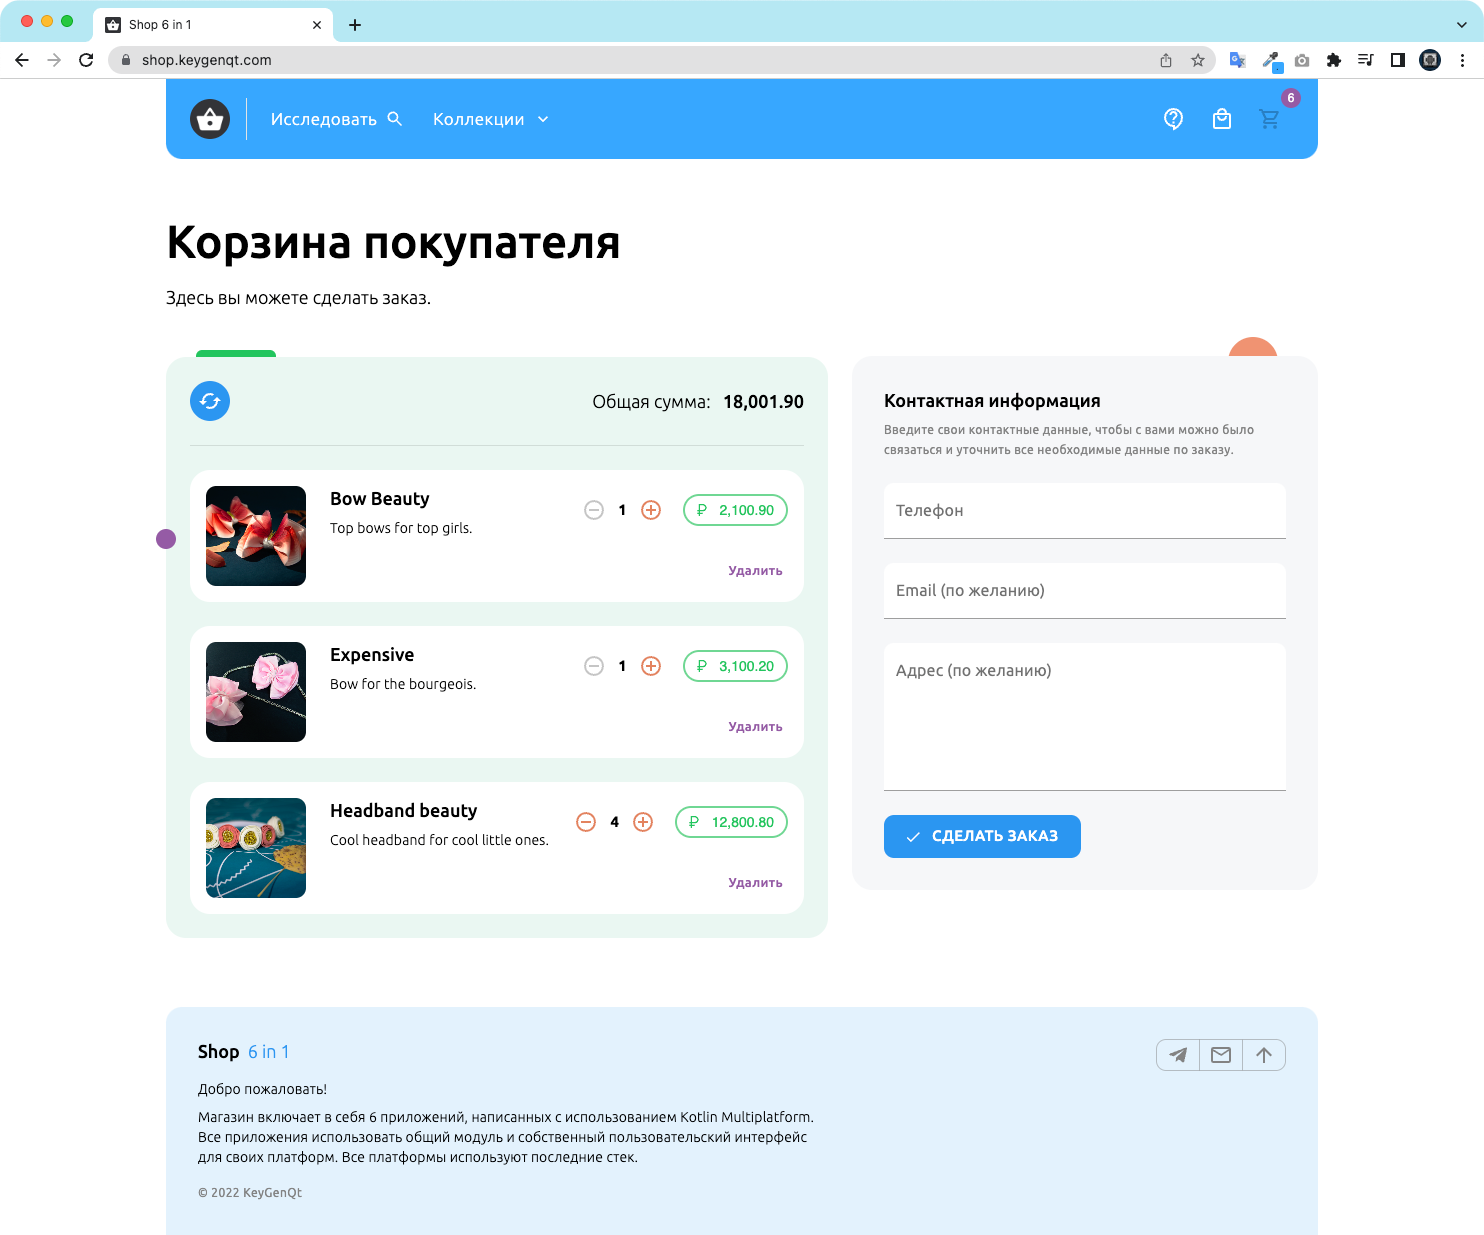 Shop 6 in 1
shop.keygenqt.com
Исследовать
Коллекции
6
Корзина покупателя
Здесь вы можете сделать заказ.
Общая сумма: 18,001.90
Bow Beauty
Top bows for top girls.
1
₽ 2,100.90
Удалить
Expensive
Bow for the bourgeois.
1
₽ 3,100.20
Удалить
Headband beauty
Cool headband for cool little ones.
4
₽ 12,800.80
Удалить
Контактная информация
Введите свои контактные данные, чтобы с вами можно было
связаться и уточнить все необходимые данные по заказу.
Телефон
Email (по желанию)
Адрес (по желанию)
СДЕЛАТЬ ЗАКАЗ
Shop 6 in 1
Добро пожаловать!
Магазин включает в себя 6 приложений, написанных с использованием Kotlin Multiplatform.
Все приложения использовать общий модуль и собственный пользовательский интерфейс
для своих платформ. Все платформы используют последние стек.
© 2022 KeyGenQt